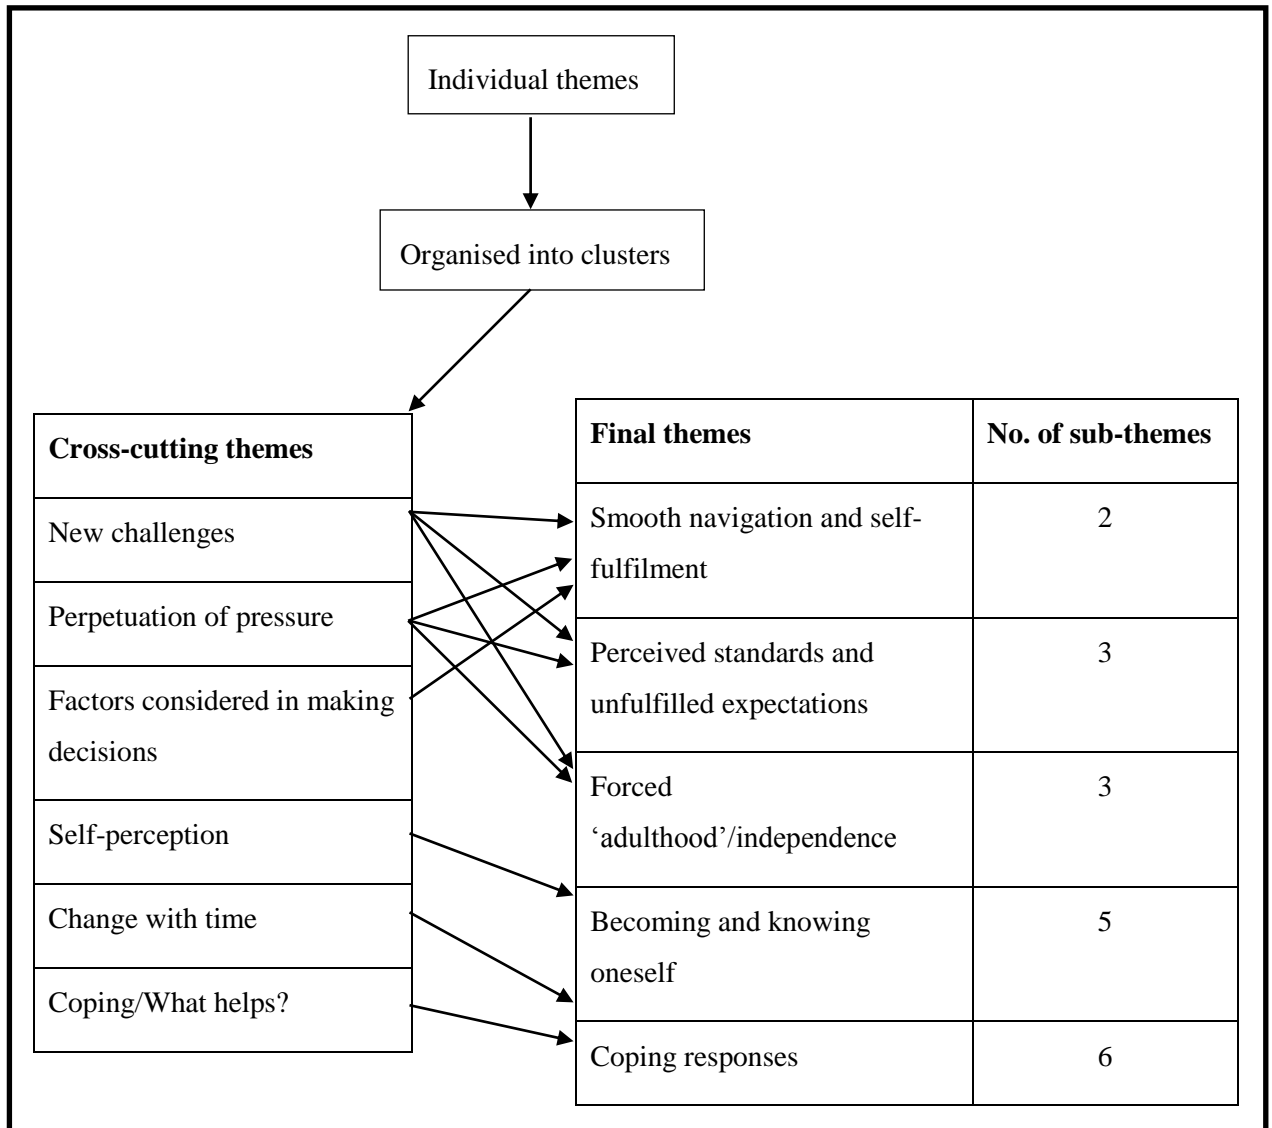 Individual themes
Organised into clusters
Cross-cutting themes
New challenges
Perpetuation of pressure
Factors considered in making
decisions
Self-perception
Change with time
Coping/What helps?
Final themes
No. of sub-themes
Smooth navigation and self-
fulfilment
2
Perceived standards and
unfulfilled expectations
3
Forced
‘adulthood’/independence
3
Becoming and knowing
oneself
5
Coping responses
6